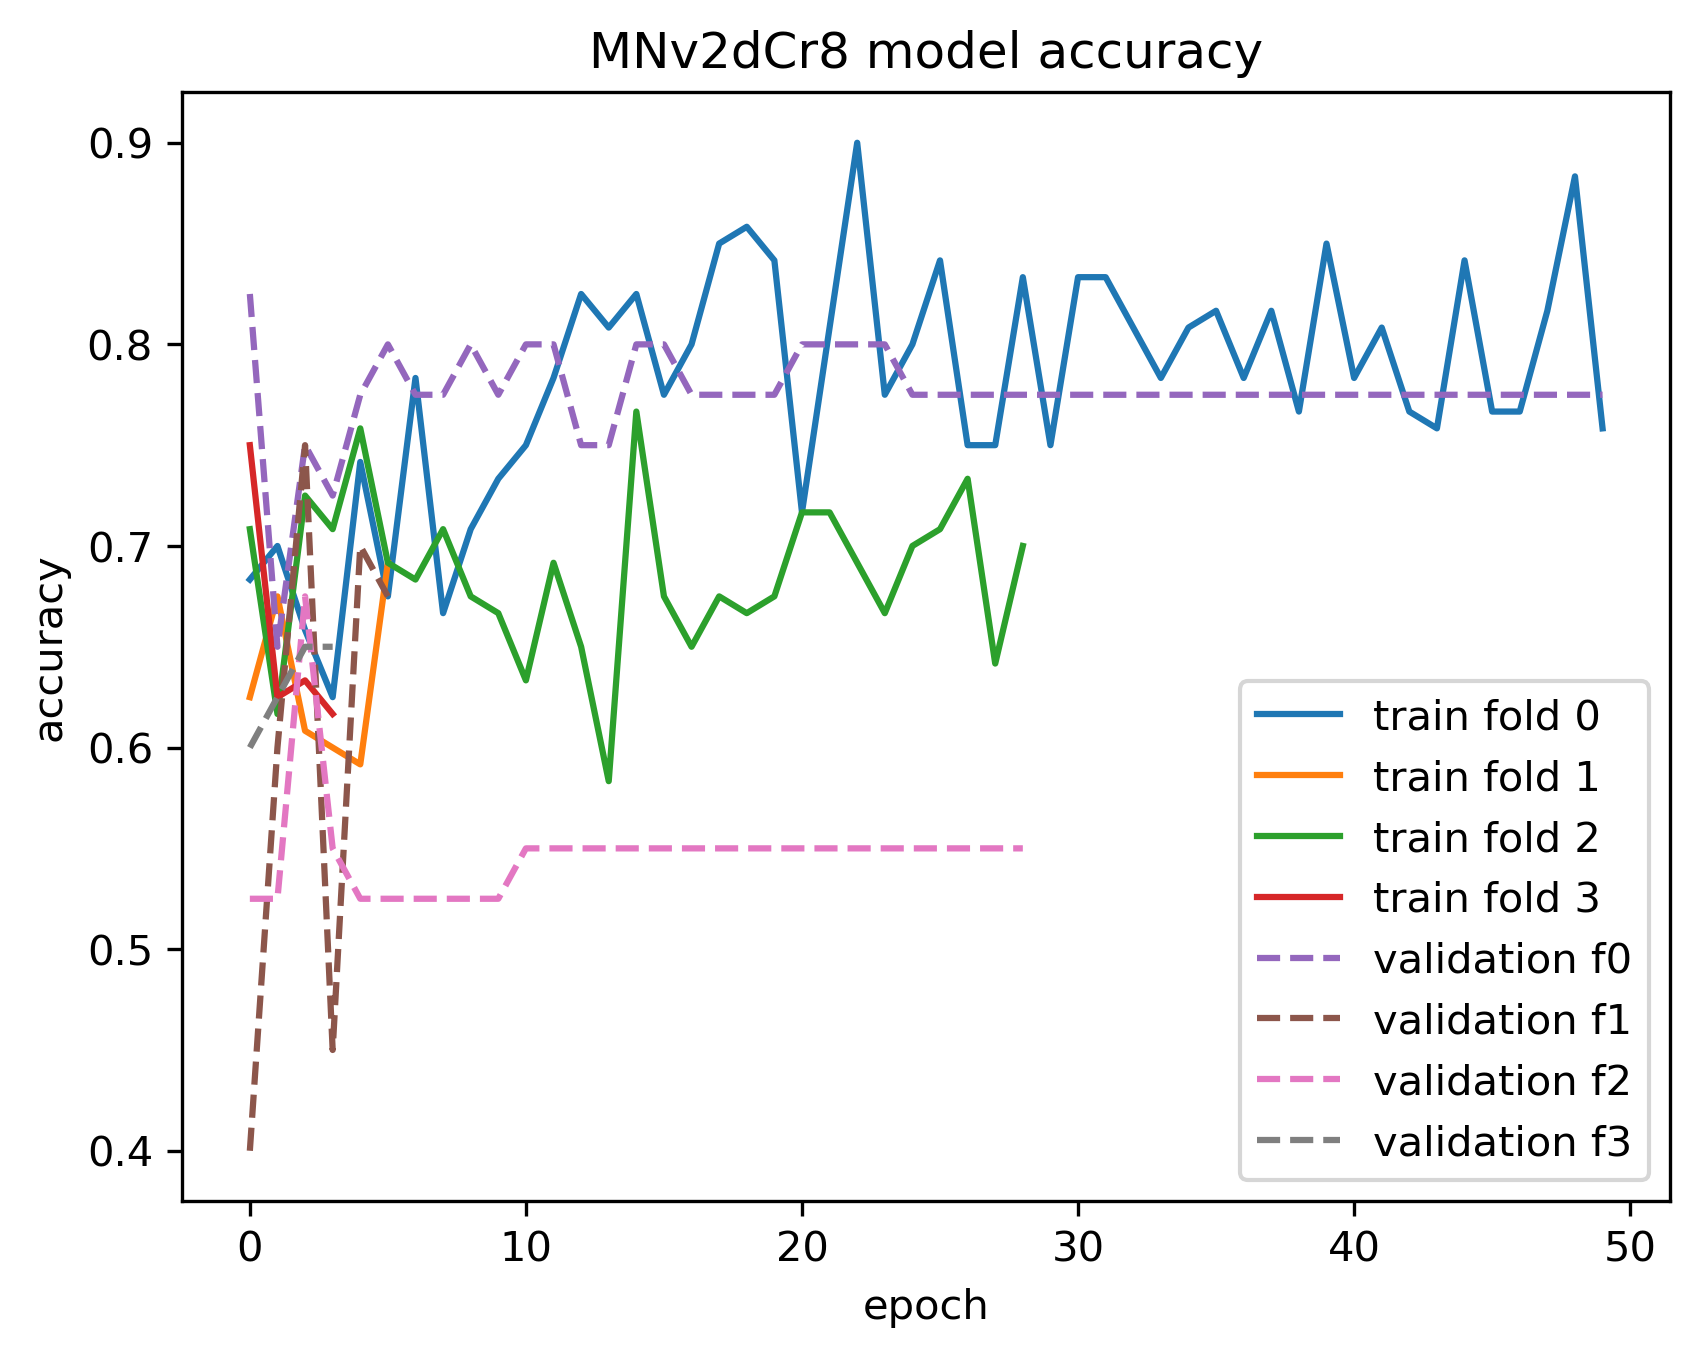 MNv2dCr8 model accuracy
0.9
0.8
0.7
0.6
0.5
0.4
accuracy
0 10 20 30 40 50
epoch
train fold 0
train fold 1
train fold 2
train fold 3
validation f0
validation f1
validation f2
validation f3